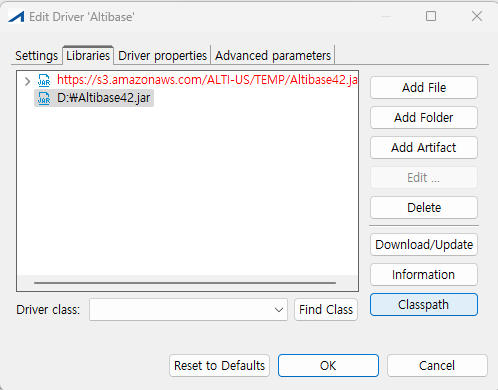 Edit Driver 'Altibase'
Settings Libraries Driver properties Advanced parameters
https://s3.amazonaws.com/ALTI-US/TEMP/Altibase42.ja
D:₩Altibase42.jar
Add File
Add Folder
Add Artifact
Edit ...
Delete
Download/Update
Information
Classpath
Driver class:
Find Class
Reset to Defaults
OK
Cancel